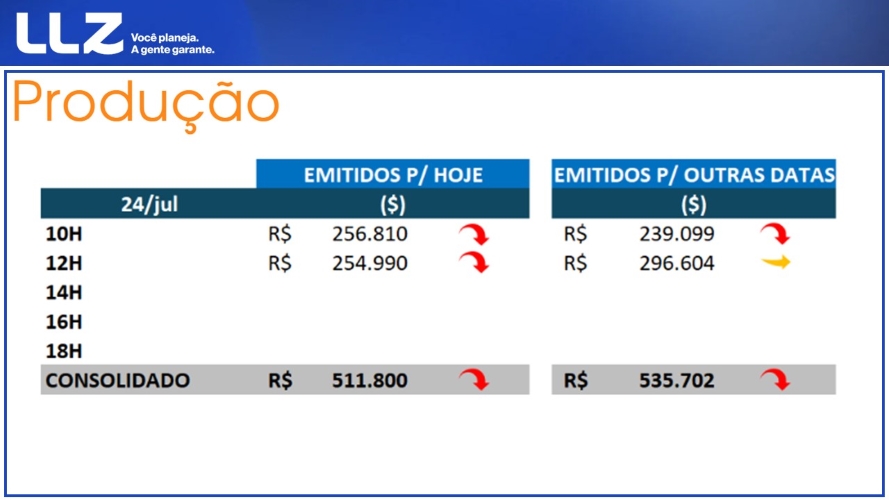 LLZ Você planeja.
A gente garante.
Produção
EMITIDOS P/ HOJE EMITIDOS P/ OUTRAS DATAS
24/jul ($) ($)
10H R$ 256.810 R$ 239.099
12H R$ 254.990 R$ 296.604
14H
16H
18H
CONSOLIDADO R$ 511.800 R$ 535.702